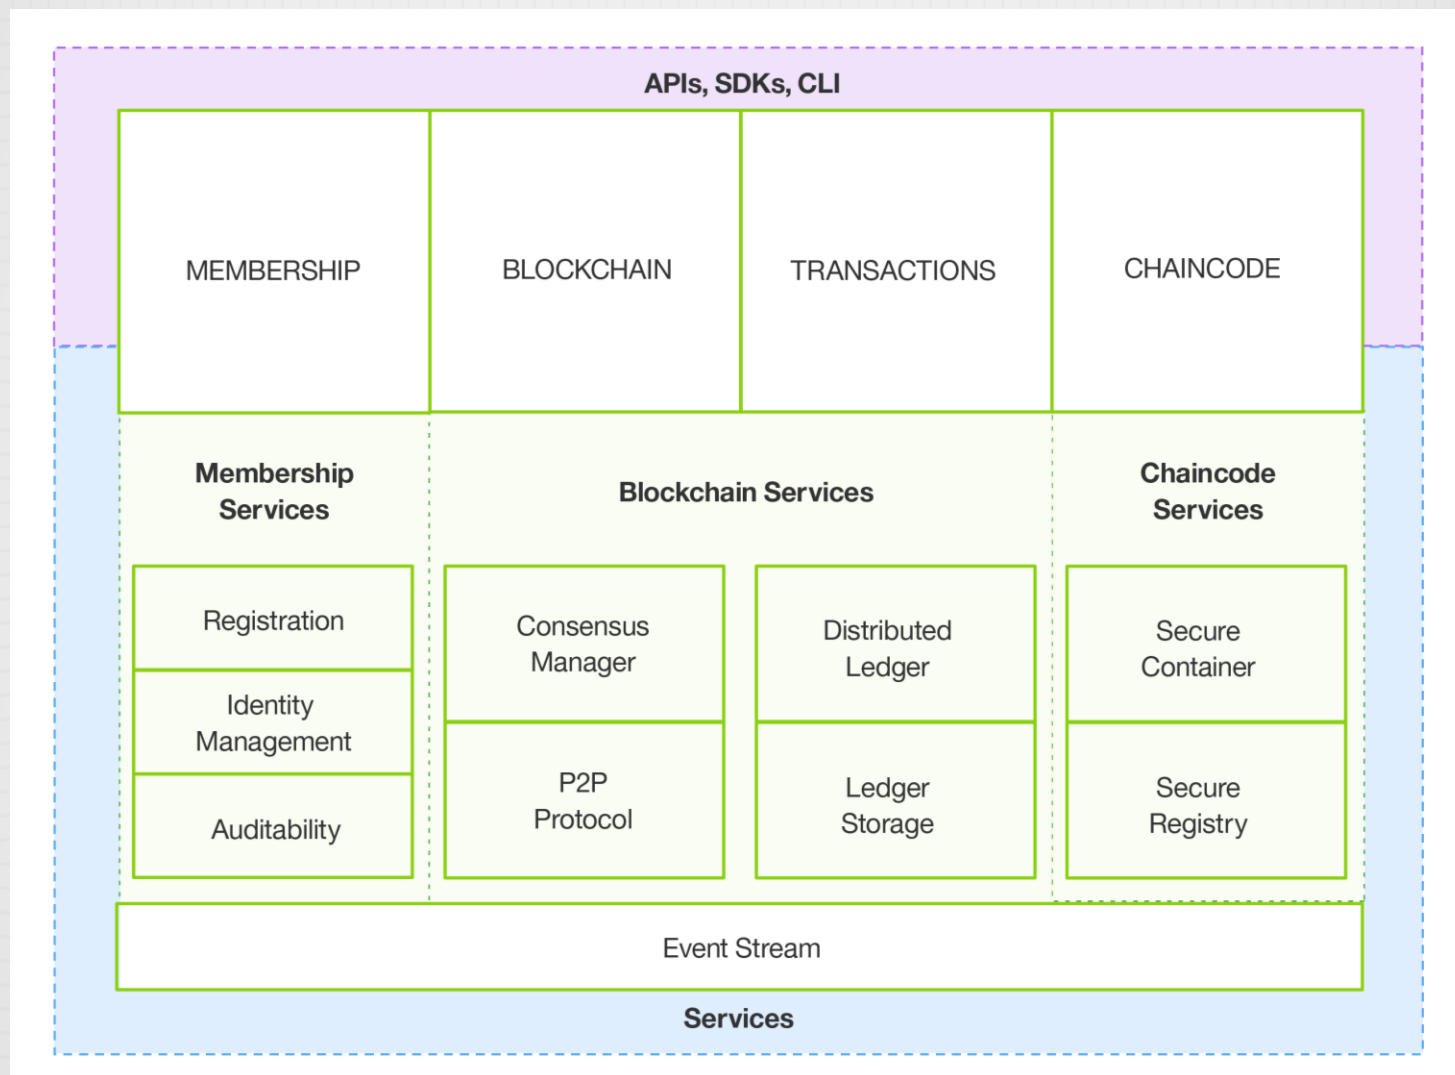 APIs, SDKs, CLI
MEMBERSHIP
BLOCKCHAIN
TRANSACTIONS
CHAINCODE
Membership
Services
Blockchain Services
Chaincode
Services
Registration
Identity
Management
Auditability
Consensus
Manager
P2P
Protocol
Distributed
Ledger
Ledger
Storage
Secure
Container
Secure
Registry
Event Stream
Services